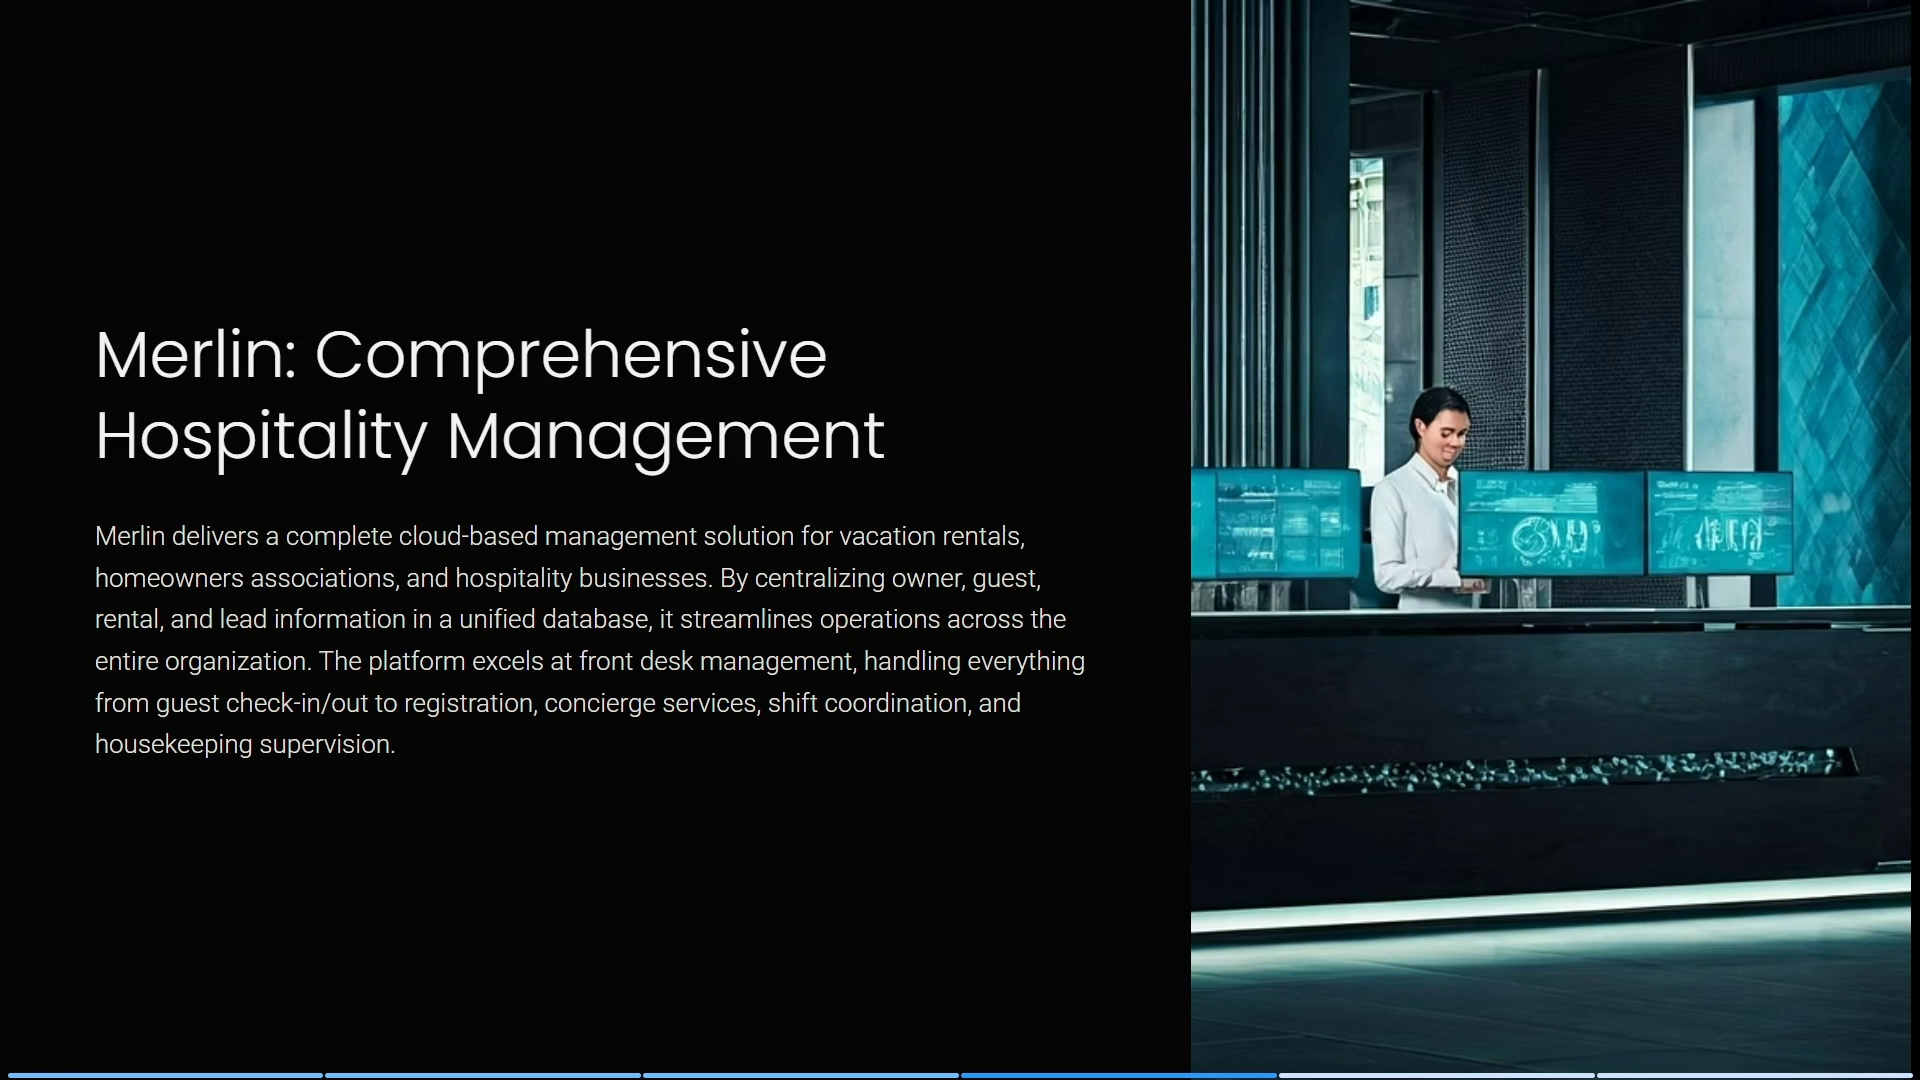 Merlin: Comprehensive
Hospitality Management
Merlin delivers a complete cloud-based management solution for vacation rentals,
homeowners associations, and hospitality businesses. By centralizing owner, guest,
rental, and lead information in a unified database, it streamlines operations across the
entire organization. The platform excels at front desk management, handling everything
from guest check-in/out to registration, concierge services, shift coordination, and
housekeeping supervision.